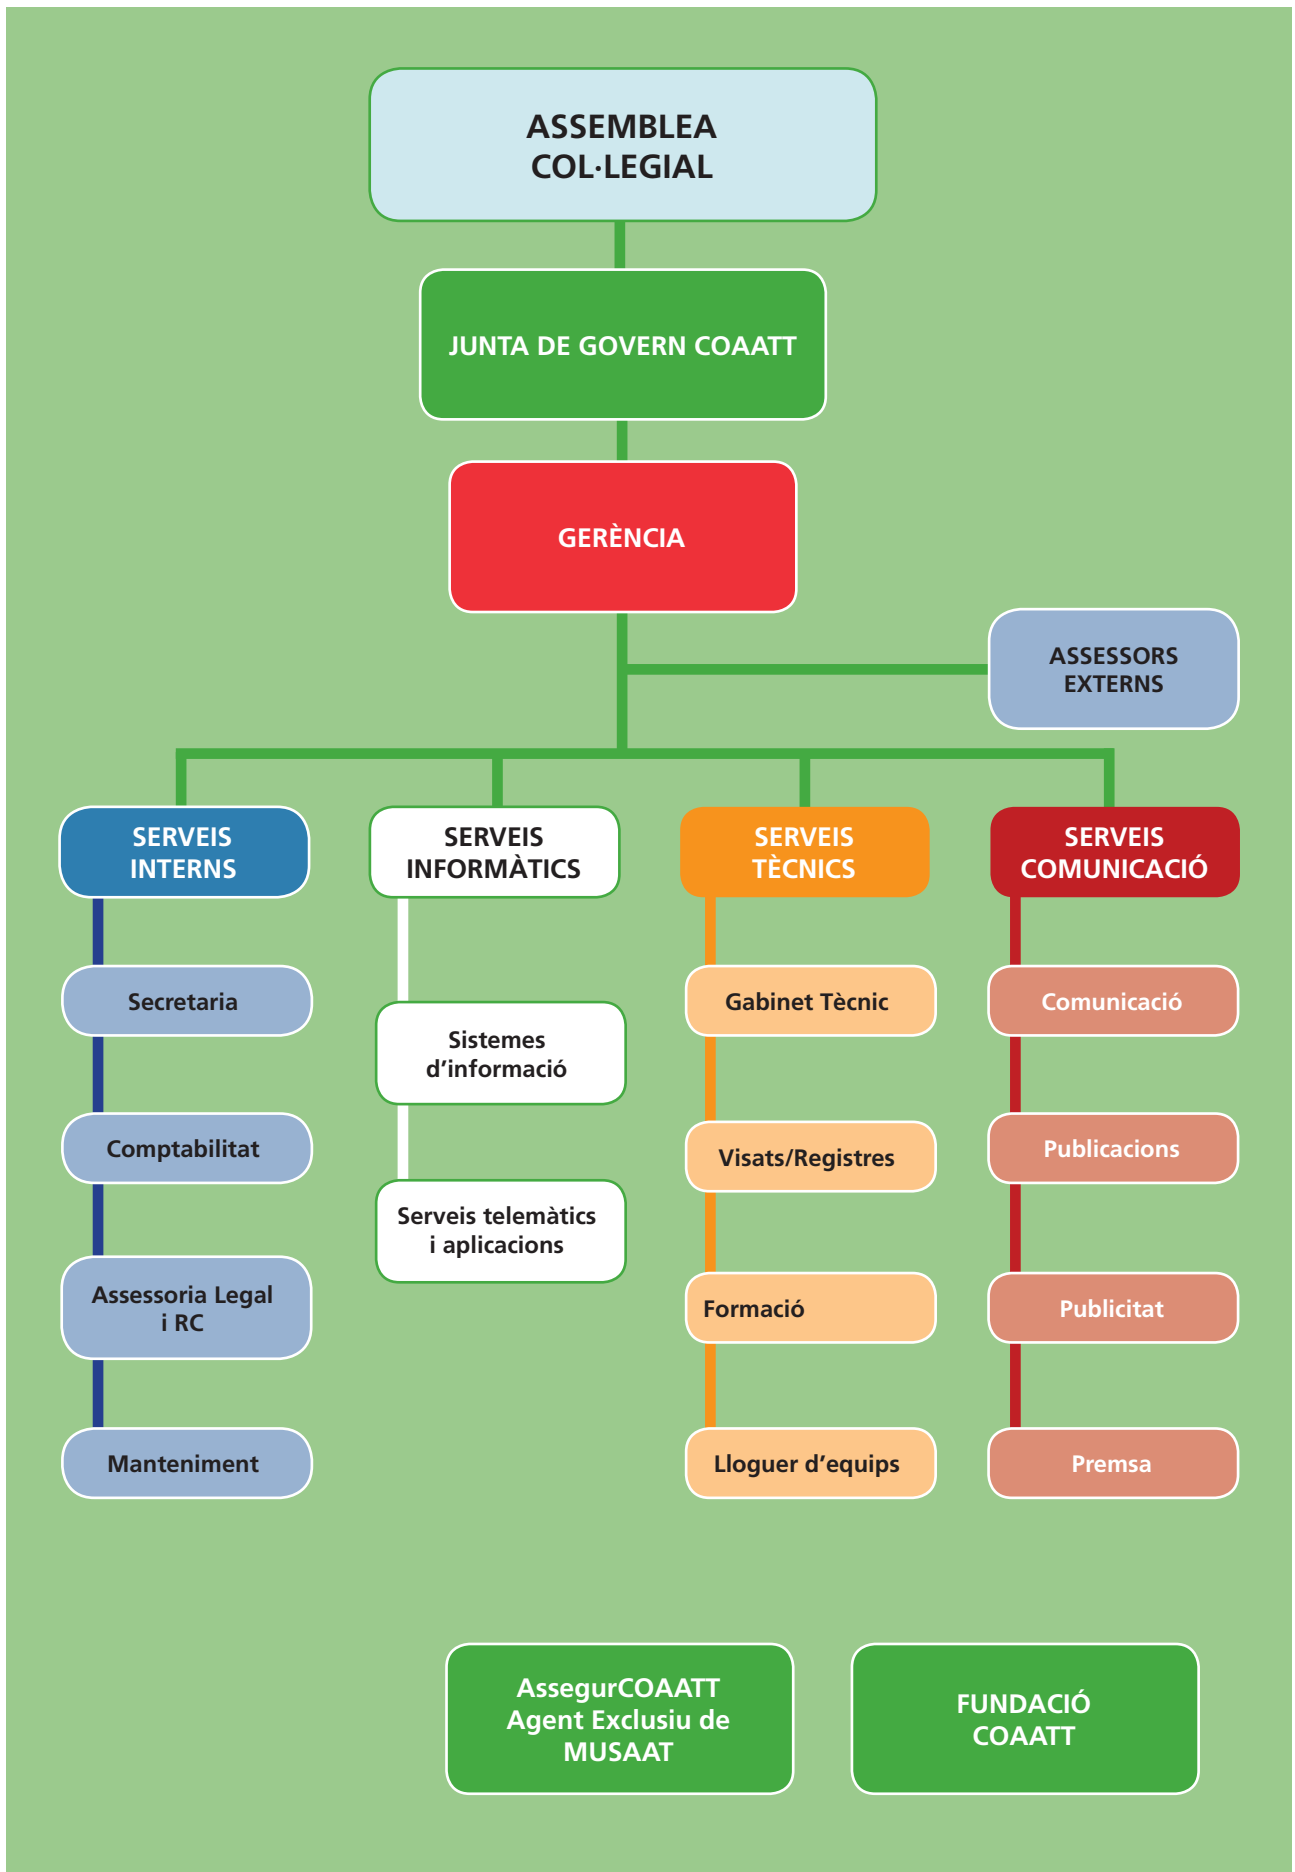 ASSEMBLEA
COL·LEGIAL
JUNTA DE GOVERN COAATT
GERÈNCIA
ASSESSORS
EXTERNS
SERVEIS
INTERNS
Secretaria
Comptabilitat
Assessoria Legal
i RC
Manteniment
SERVEIS
INFORMÀTICS
Sistemes
d’informació
Serveis telemàtics
i aplicacions
SERVEIS
TÈCNICS
Gabinet Tècnic
Visats/Registres
Formació
Lloguer d’equips
SERVEIS
COMUNICACIÓ
Comunicació
Publicacions
Publicitat
Premsa
AssegurCOAATT
Agent Exclusiu de
MUSAAT
FUNDACIÓ
COAATT